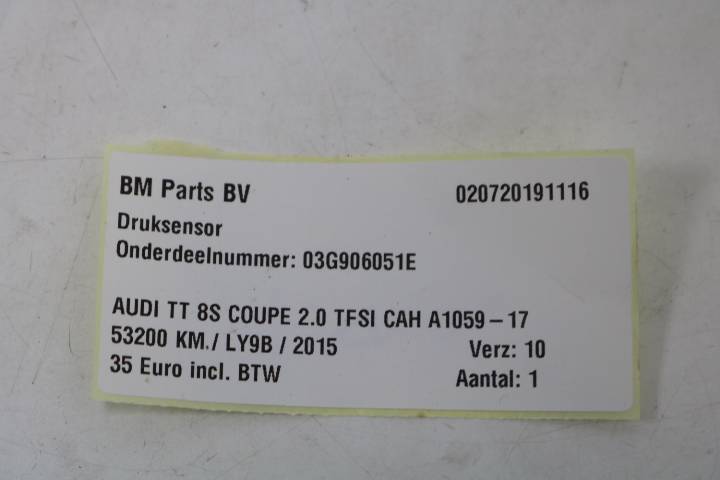 BM Parts BV 020720191116
Druksensor
Onderdeelnummer: 03G906051E
AUDI TT 8S COUPE 2.0 TFSI CAH A1059-17
53200 KM./ LY9B / 2015 Verz: 10
35 Euro incl. BTW Aantal: 1